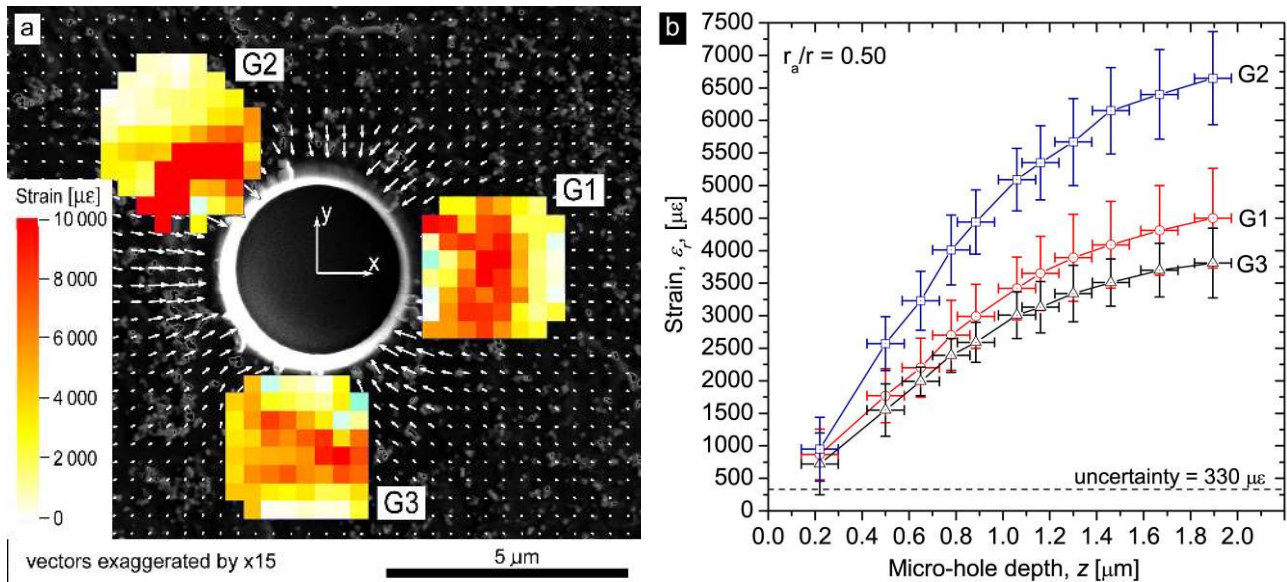 a
G2
y
x
G1
G3
Strain [με]
10 000
8 000
6 000
4 000
2 000
0
vectors exaggerated by x15
5 μm
b
rₐ/r = 0.50
G2
G1
G3
uncertainty = 330 με
Strain, εᵣ, [με]
7500
7000
6500
6000
5500
5000
4500
4000
3500
3000
2500
2000
1500
1000
500
0
0.0 0.2 0.4 0.6 0.8 1.0 1.2 1.4 1.6 1.8 2.0
Micro-hole depth, z [μm]